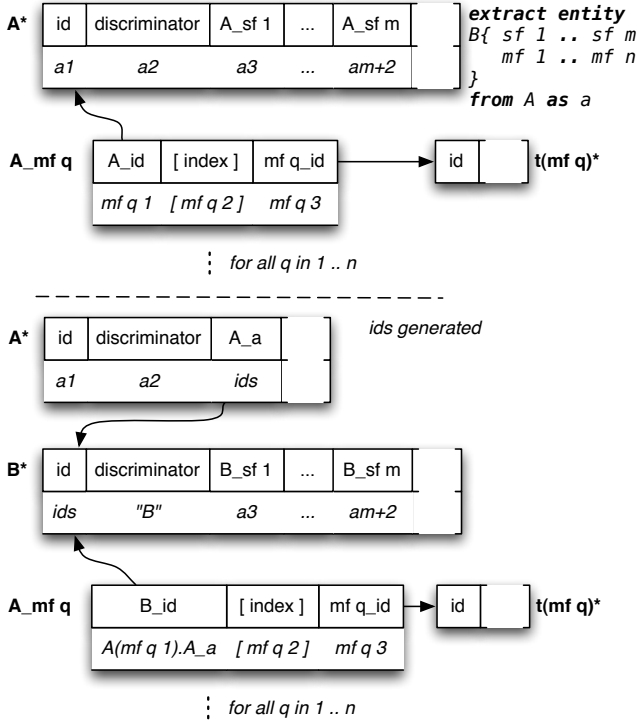 A* id discriminator A_sf 1 ... A_sf m
a1 a2 a3 ... am+2
extract entity
B{ sf 1 .. sf m
mf 1 .. mf n
}
from A as a
A_mf q A_id [ index ] mf q_id id t(mf q)*
mf q 1 [ mf q 2 ] mf q 3
for all q in 1 .. n
A* id discriminator A_a
a1 a2 ids
ids generated
B* id discriminator B_sf 1 ... B_sf m
ids "B" a3 ... am+2
A_mf q B_id [ index ] mf q_id id t(mf q)*
A(mf q 1).A_a [ mf q 2 ] mf q 3
for all q in 1 .. n